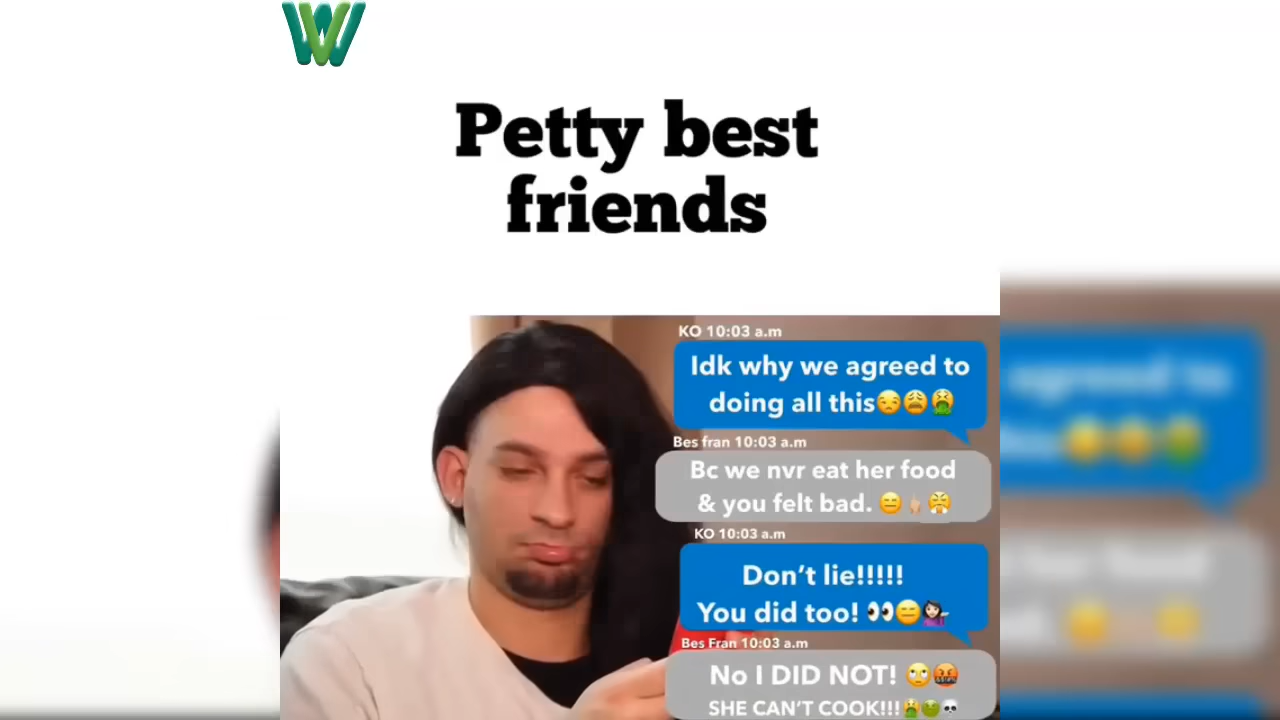 W
Petty best
friends
KO 10:03 a.m
Idk why we agreed to
doing all this😒😩🤮
Bes fran 10:03 a.m
Bc we nvr eat her food
& you felt bad. 😑☝🏼😤
KO 10:03 a.m
Don’t lie!!!!!
You did too! 👀😑💁🏻‍♀️
Bes Fran 10:03 a.m
No I DID NOT! 🙄🤬
SHE CAN’T COOK!!!🤮🤢💀